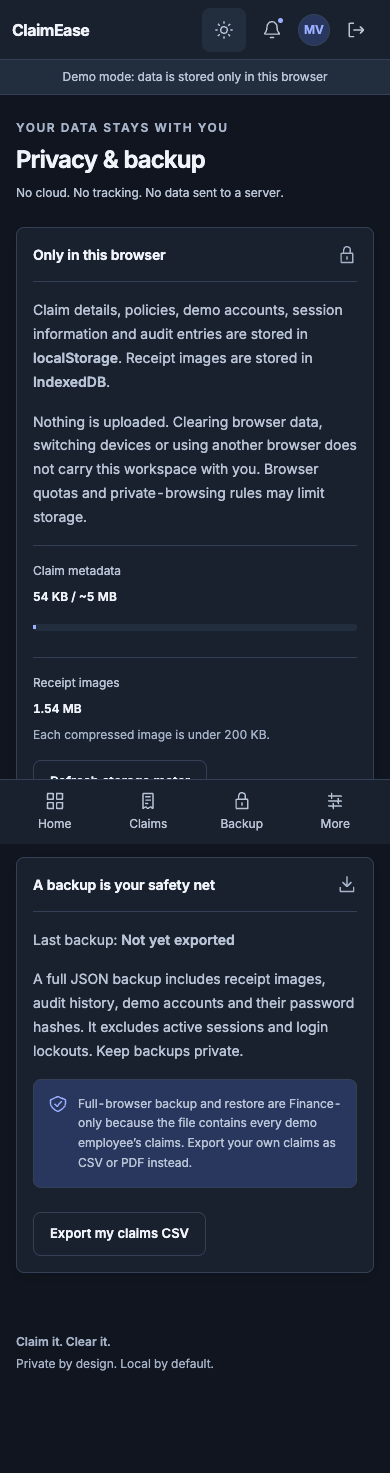 ClaimEase
MV
Demo mode: data is stored only in this browser
YOUR DATA STAYS WITH YOU
Privacy & backup
No cloud. No tracking. No data sent to a server.
Only in this browser
Claim details, policies, demo accounts, session
information and audit entries are stored in
localStorage. Receipt images are stored in
IndexedDB.
Nothing is uploaded. Clearing browser data,
switching devices or using another browser does
not carry this workspace with you. Browser
quotas and private-browsing rules may limit
storage.
Claim metadata
54 KB / ~5 MB
Receipt images
1.54 MB
Each compressed image is under 200 KB.
Refresh storage meter
Home
Claims
Backup
More
A backup is your safety net
Last backup: Not yet exported
A full JSON backup includes receipt images,
audit history, demo accounts and their password
hashes. It excludes active sessions and login
lockouts. Keep backups private.
Full-browser backup and restore are Finance-
only because the file contains every demo
employee’s claims. Export your own claims as
CSV or PDF instead.
Export my claims CSV
Claim it. Clear it.
Private by design. Local by default.